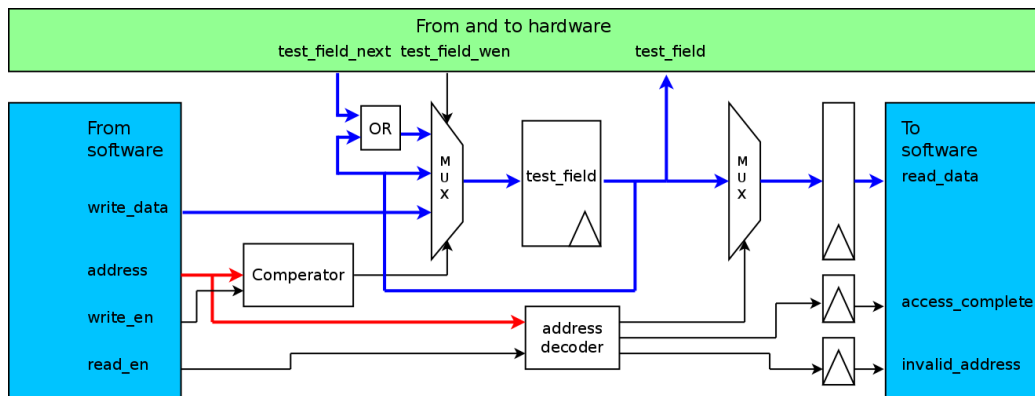 From and to hardware
test_field_next test_field_wen test_field
From
software
To
software
OR
M
U
X
test_field
M
U
X
read_data
write_data
address
Comperator
write_en
access_complete
address
decoder
read_en
invalid_address